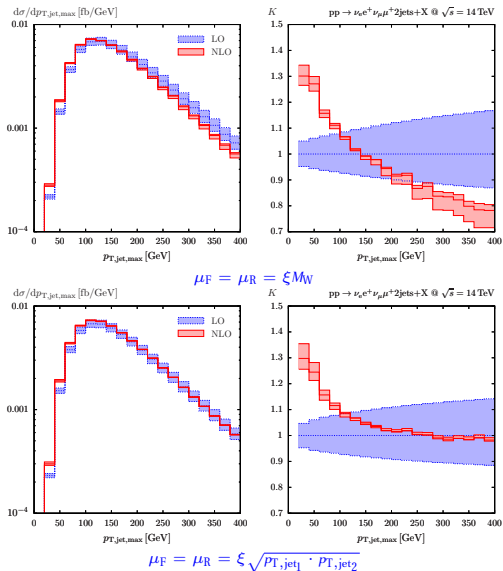 dσ/dp_T,jet,max [fb/GeV]
LO
NLO
0.01
0.001
10⁻⁴
0 50 100 150 200 250 300 350 400
p_T,jet,max [GeV]
K pp → ν_e e⁺ ν_μ μ⁺ 2jets+X @ √s = 14 TeV
1.5
1.4
1.3
1.2
1.1
1
0.9
0.8
0.7
0 50 100 150 200 250 300 350 400
p_T,jet,max [GeV]
μ_F = μ_R = ξM_W
dσ/dp_T,jet,max [fb/GeV]
LO
NLO
0.01
0.001
10⁻⁴
0 50 100 150 200 250 300 350 400
p_T,jet,max [GeV]
K pp → ν_e e⁺ ν_μ μ⁺ 2jets+X @ √s = 14 TeV
1.5
1.4
1.3
1.2
1.1
1
0.9
0.8
0.7
0 50 100 150 200 250 300 350 400
p_T,jet,max [GeV]
μ_F = μ_R = ξ√(p_T,jet₁ · p_T,jet₂)